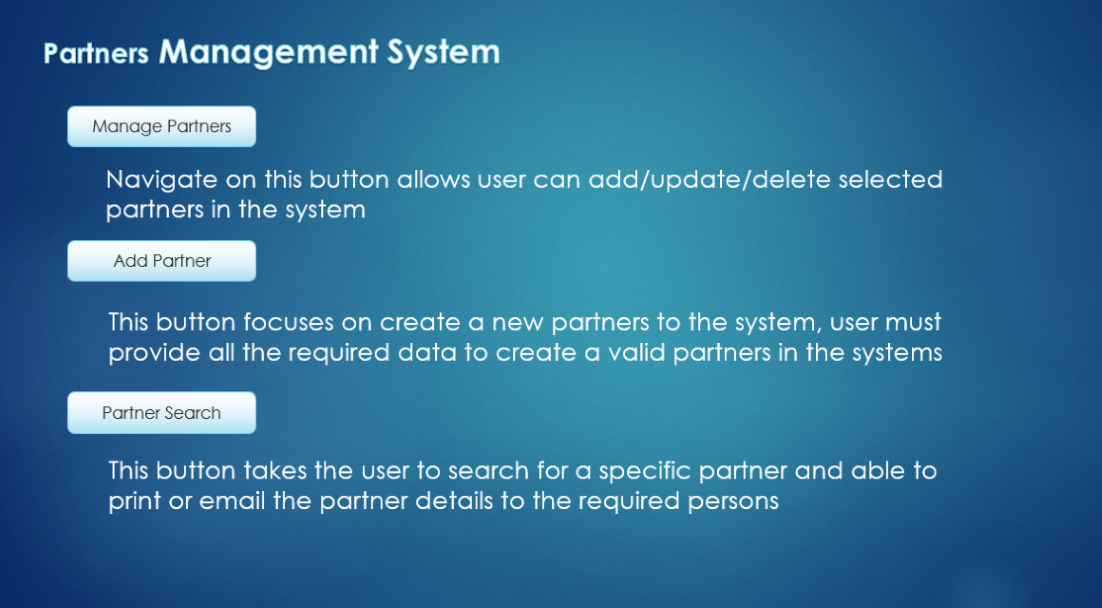 Partners Management System
Manage Partners
Navigate on this button allows user can add/update/delete selected
partners in the system
Add Partner
This button focuses on create a new partners to the system, user must
provide all the required data to create a valid partners in the systems
Partner Search
This button takes the user to search for a specific partner and able to
print or email the partner details to the required persons